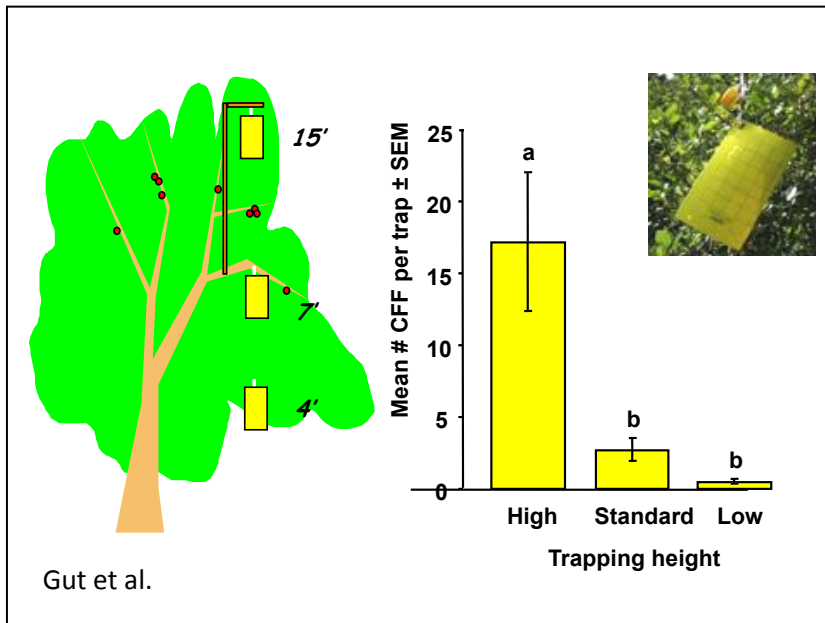 15'
7'
4'
Gut et al.
Mean # CFF per trap ± SEM
25
20
15
10
5
0
a
b
b
High Standard Low
Trapping height